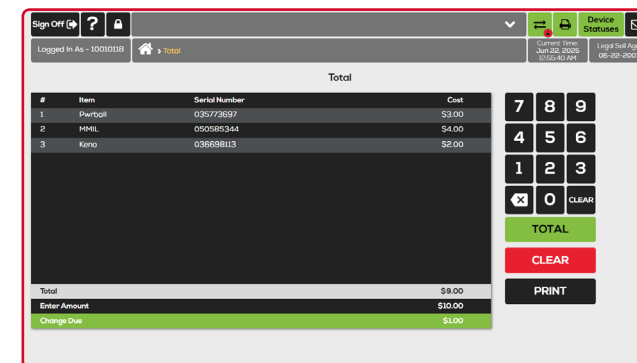 Sign Off ?
Device Statuses
Logged In As - 10010118 > Total
Current Time:
Jun 22, 2025
12:55:40 AM
Legal Sell Age
06-22-2007
Total
# Item Serial Number Cost
1 Pwrball 035773697 $3.00
2 MMIL 050585344 $4.00
3 Keno 036698113 $2.00
7 8 9
4 5 6
1 2 3
0 CLEAR
TOTAL
CLEAR
PRINT
Total $9.00
Enter Amount $10.00
Change Due $1.00